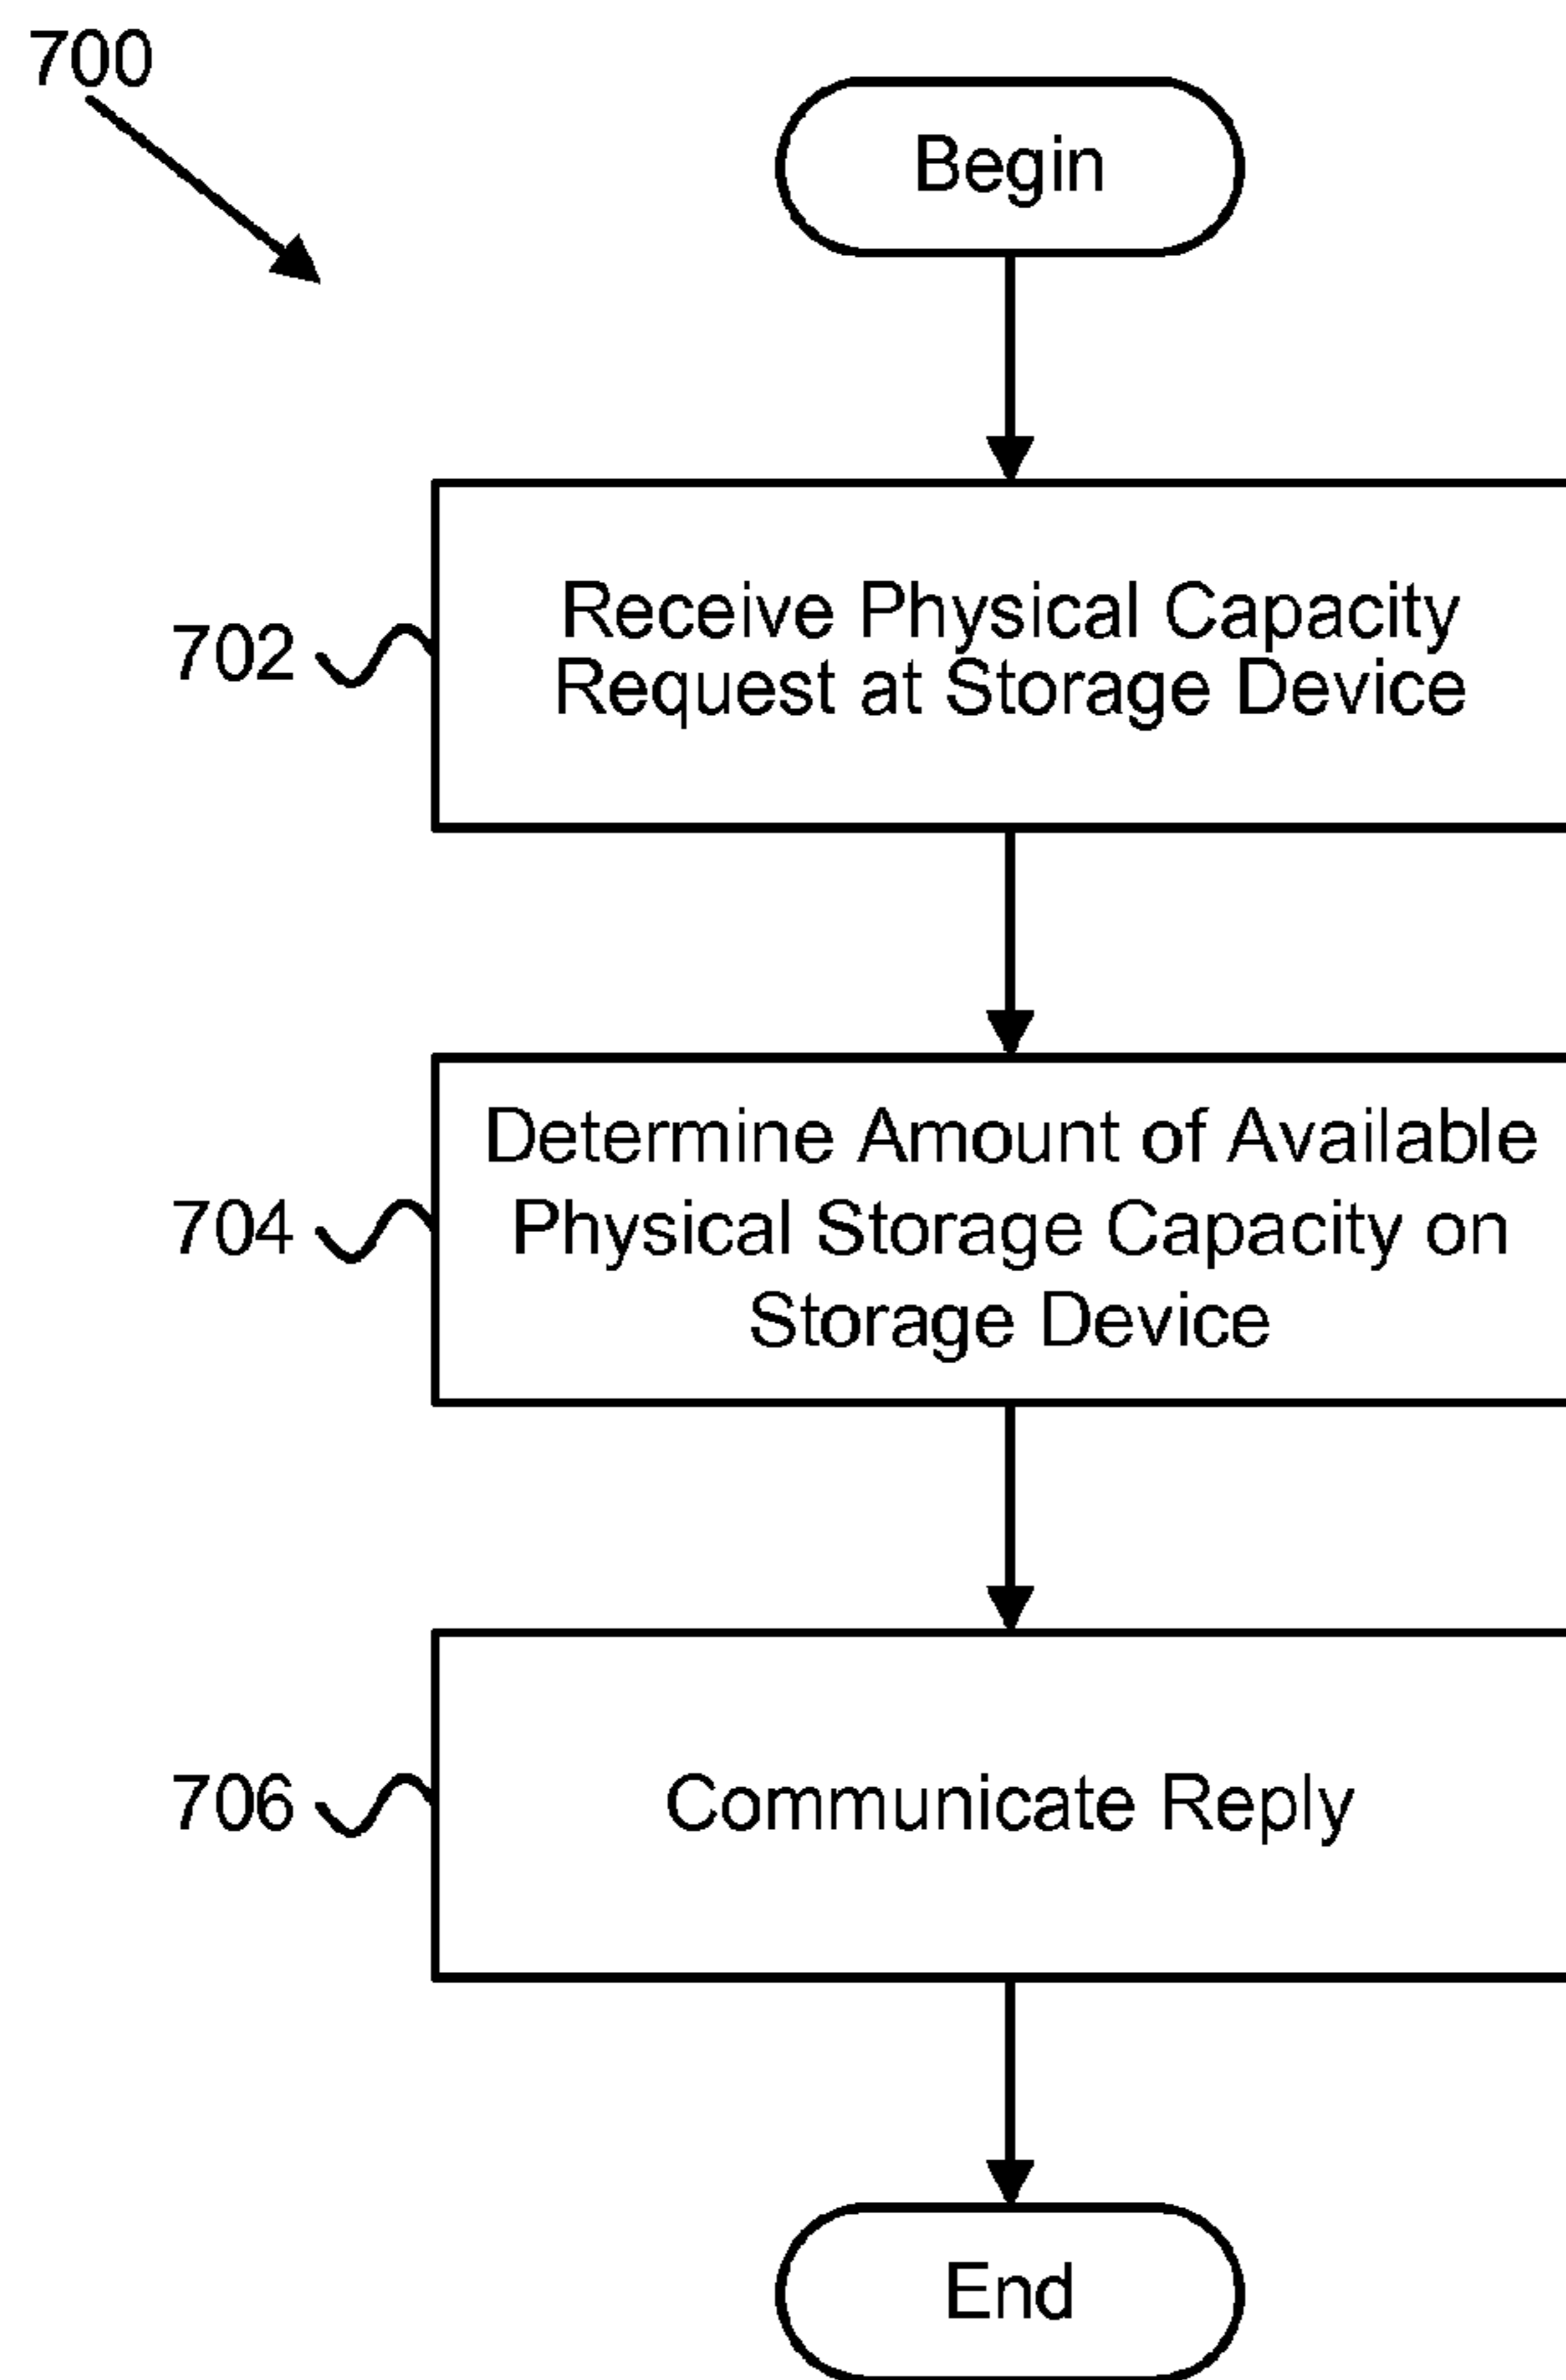 700
Begin
702
Receive Physical Capacity
Request at Storage Device
704
Determine Amount of Available
Physical Storage Capacity on
Storage Device
706
Communicate Reply
End